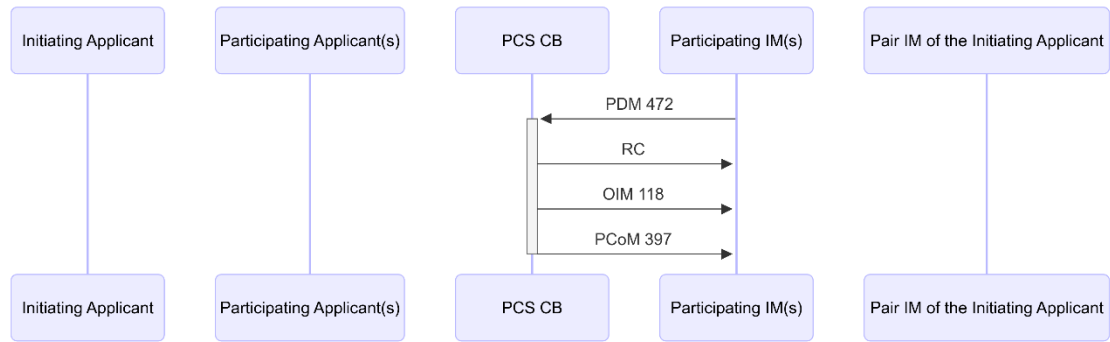 Initiating Applicant
Participating Applicant(s)
PCS CB
Participating IM(s)
Pair IM of the Initiating Applicant
PDM 472
RC
OIM 118
PCoM 397
Initiating Applicant
Participating Applicant(s)
PCS CB
Participating IM(s)
Pair IM of the Initiating Applicant